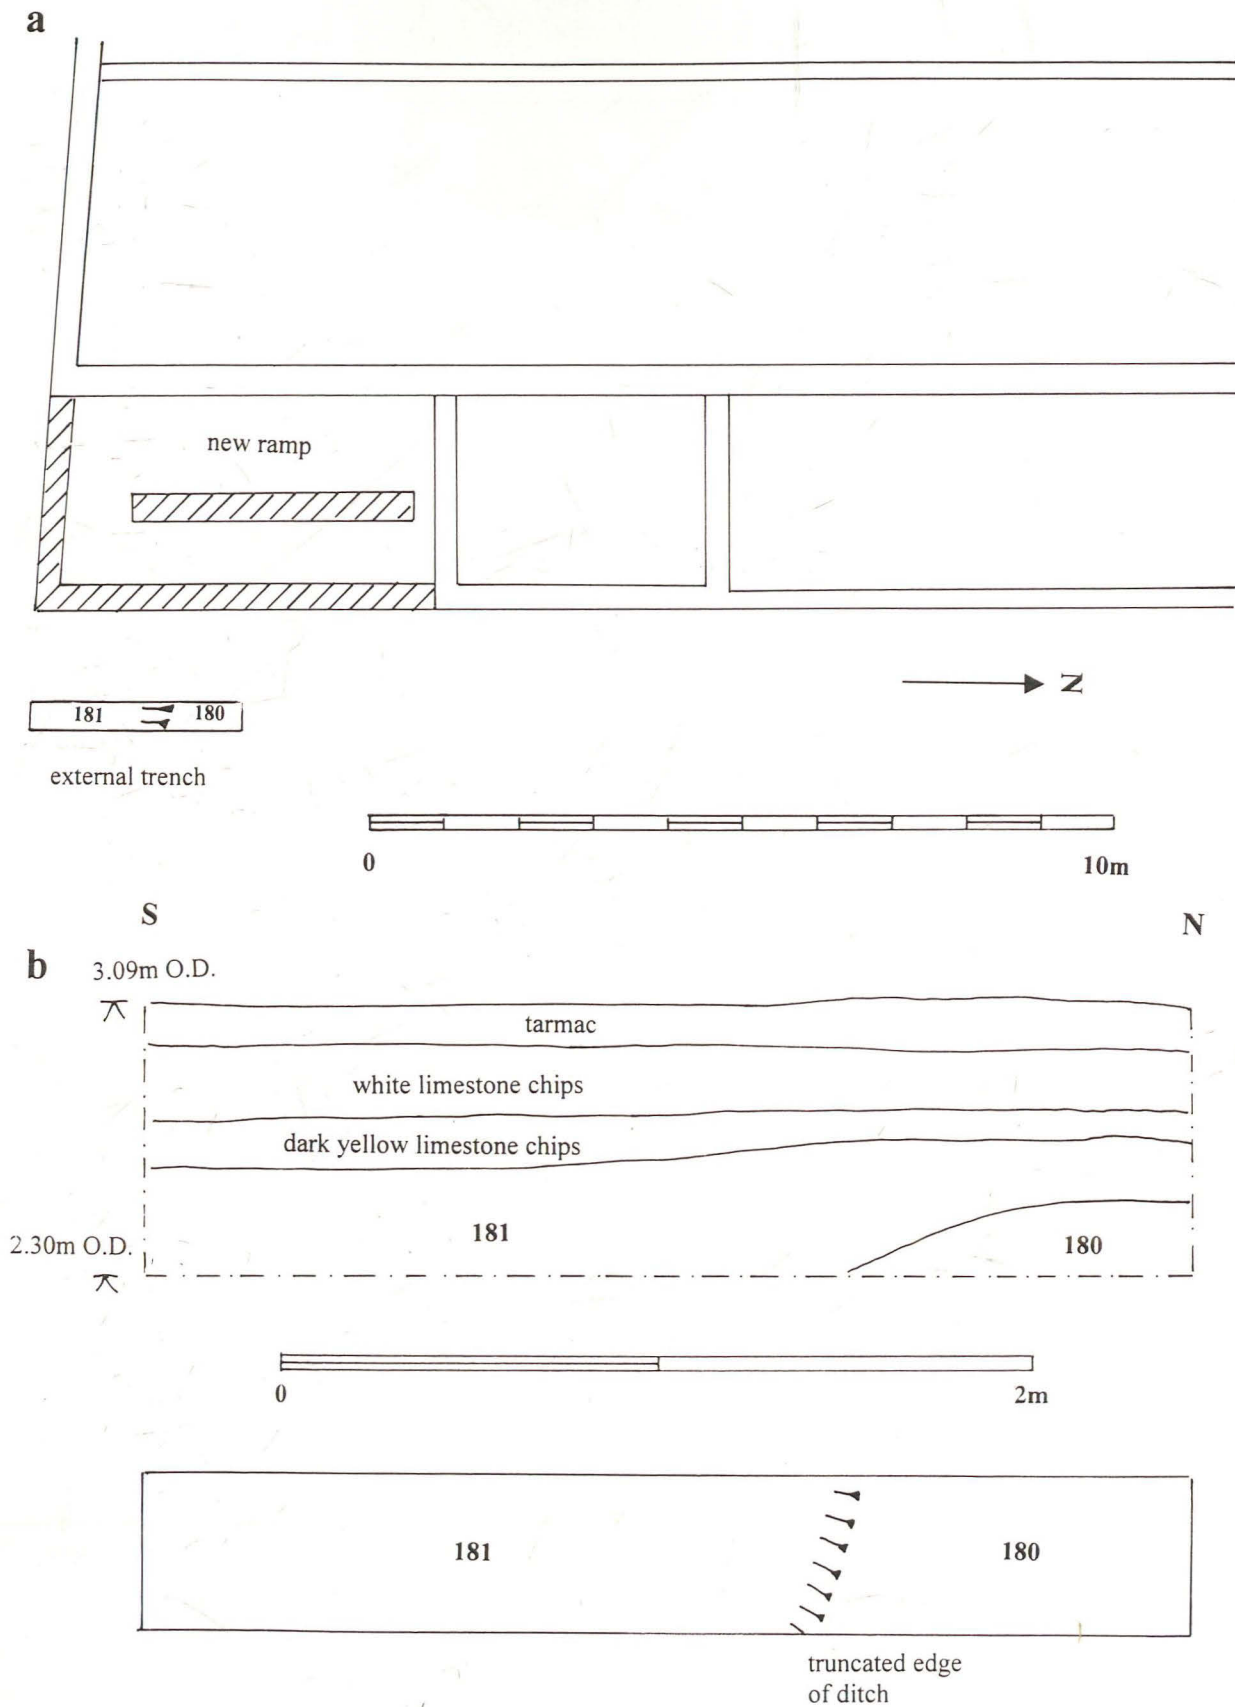 a
new ramp
N
181 180
external trench
0 10m
S N
b 3.09m O.D.
tarmac
white limestone chips
dark yellow limestone chips
181
2.30m O.D.
180
0 2m
181 180
truncated edge
of ditch